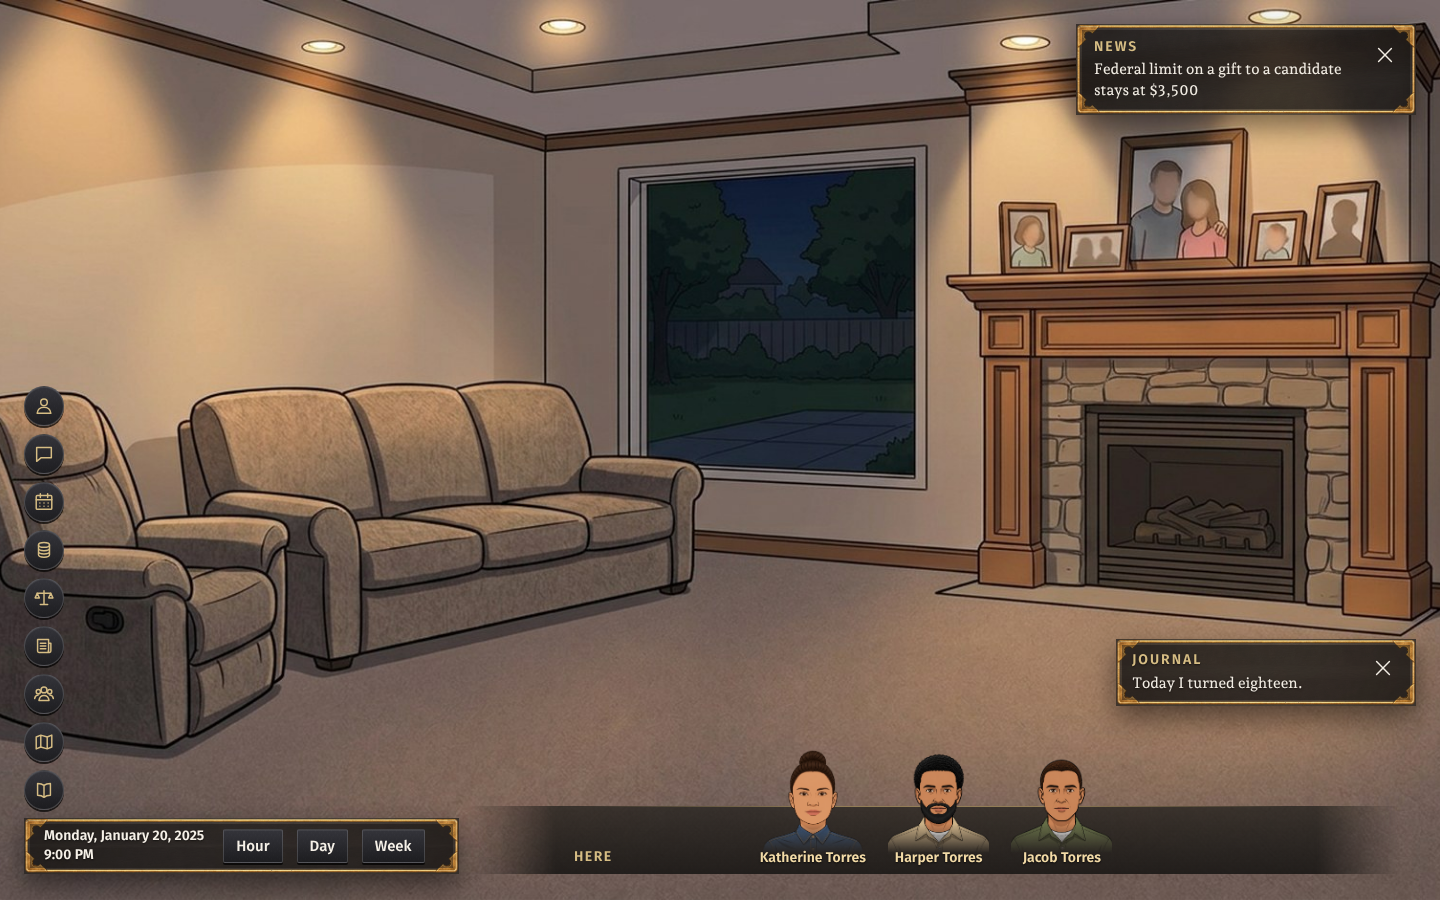 NEWS
Federal limit on a gift to a candidate
stays at $3,500
JOURNAL
Today I turned eighteen.
Monday, January 20, 2025
9:00 PM
Hour
Day
Week
HERE
Katherine Torres
Harper Torres
Jacob Torres